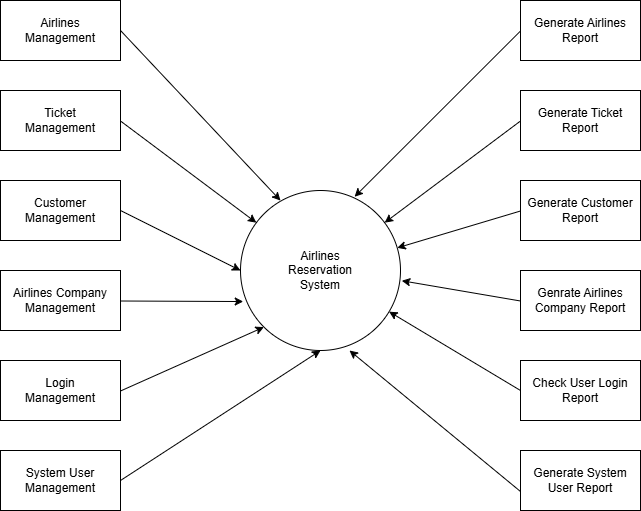 Airlines
Management
Generate Airlines
Report
Ticket
Management
Generate Ticket
Report
Customer
Management
Generate Customer
Report
Airlines
Reservation
System
Airlines Company
Management
Genrate Airlines
Company Report
Login
Management
Check User Login
Report
System User
Management
Generate System
User Report